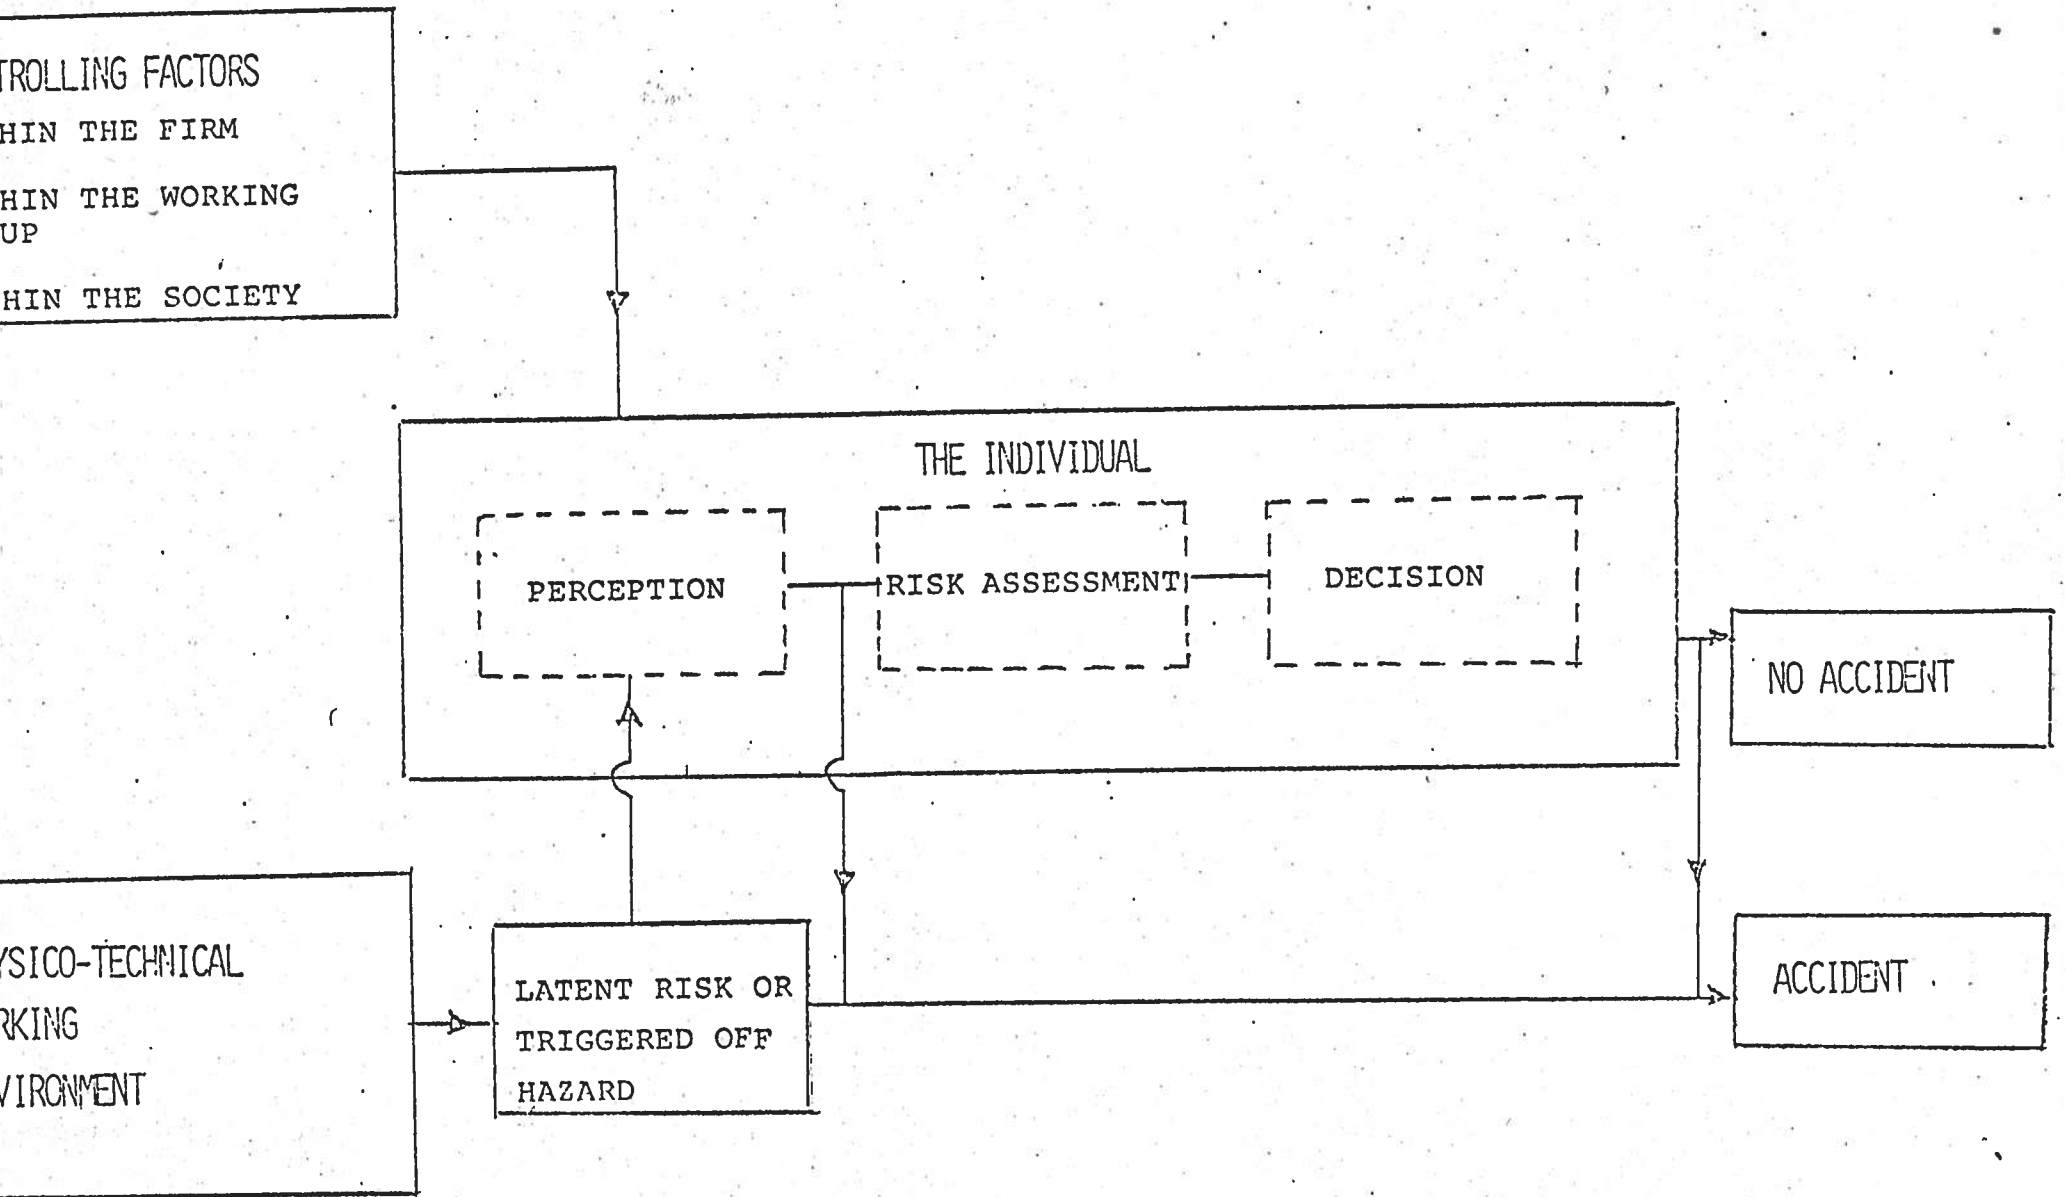 TROLLING FACTORS
HIN THE FIRM
HIN THE WORKING
UP
HIN THE SOCIETY
THE INDIVIDUAL
PERCEPTION
RISK ASSESSMENT
DECISION
NO ACCIDENT
YSICO-TECHNICAL
RKING
VIRONMENT
LATENT RISK OR
TRIGGERED OFF
HAZARD
ACCIDENT